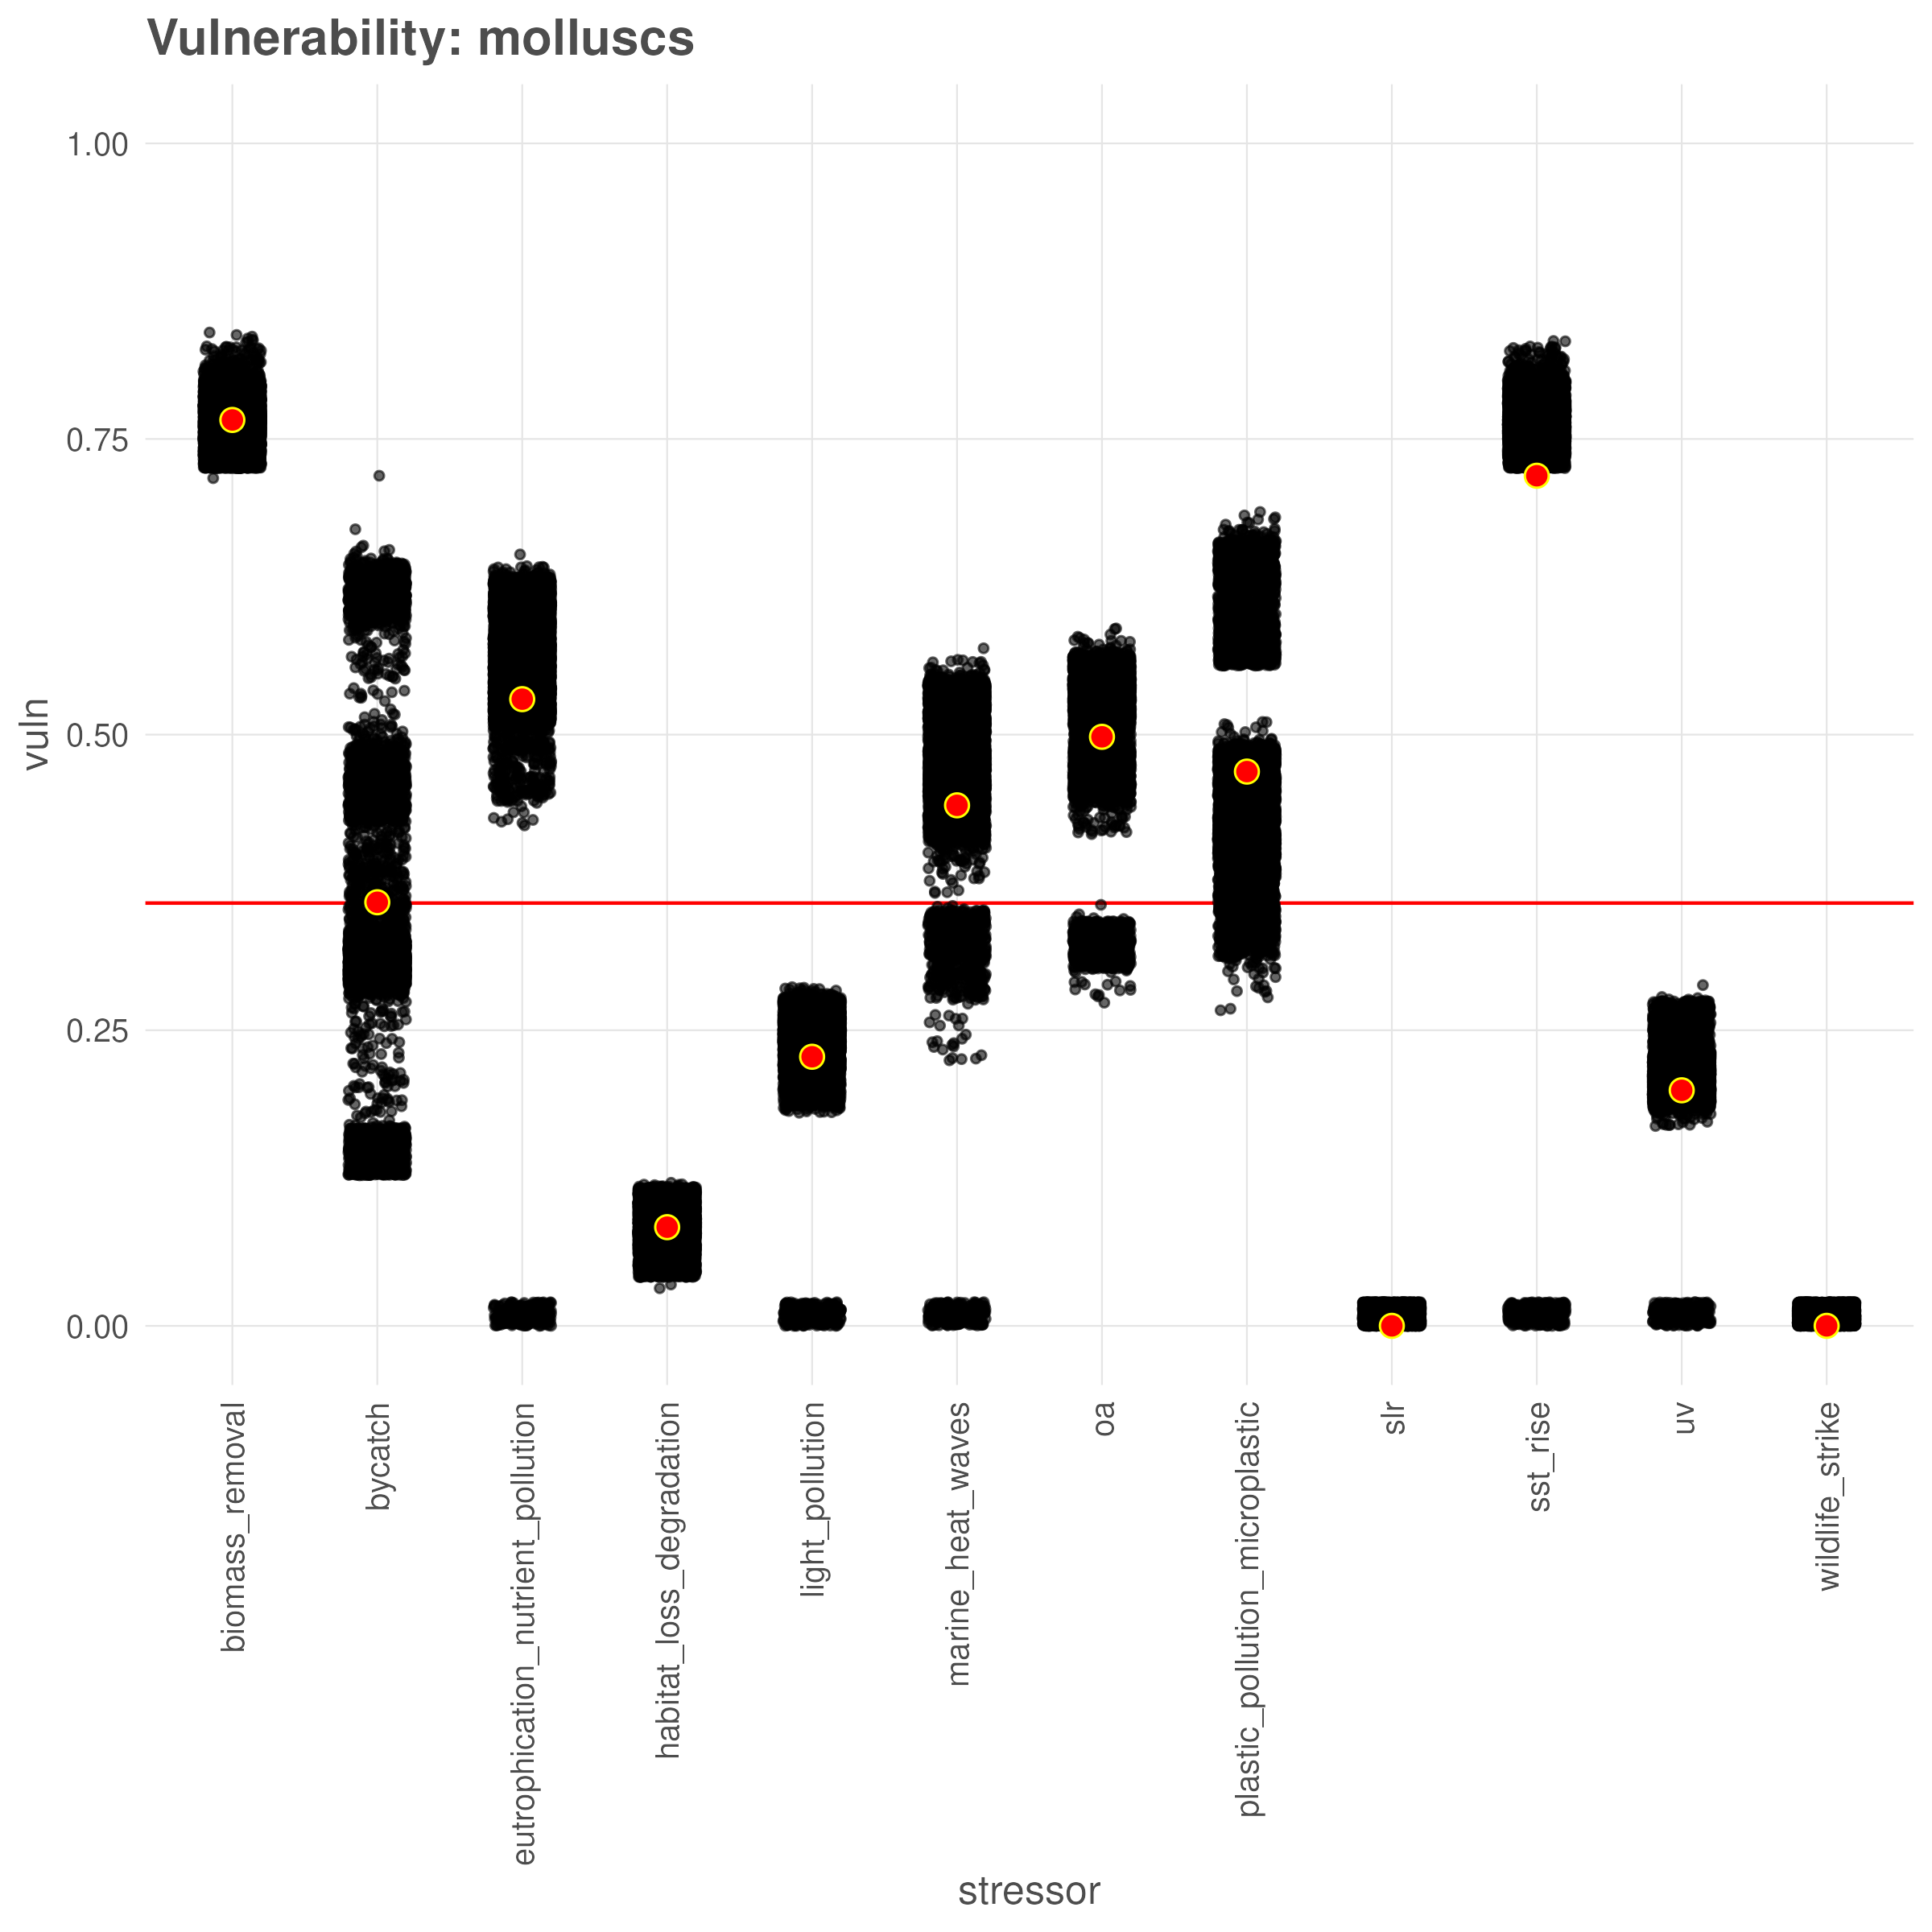 Vulnerability: molluscs
vuln
1.00
0.75
0.50
0.25
0.00
biomass_removal
bycatch
eutrophication_nutrient_pollution
habitat_loss_degradation
light_pollution
marine_heat_waves
oa
plastic_pollution_microplastic
slr
sst_rise
uv
wildlife_strike
stressor